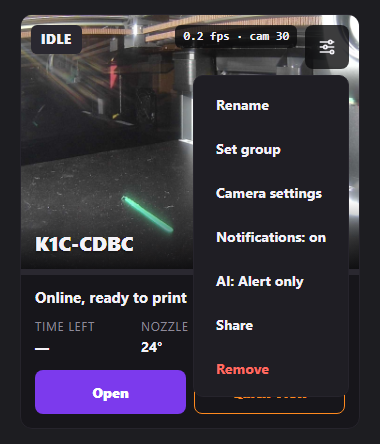 IDLE
0.2 fps · cam 30
Rename
Set group
Camera settings
Notifications: on
AI: Alert only
Share
Remove
K1C-CDBC
Online, ready to print
TIME LEFT
NOZZLE
—
24°
Open